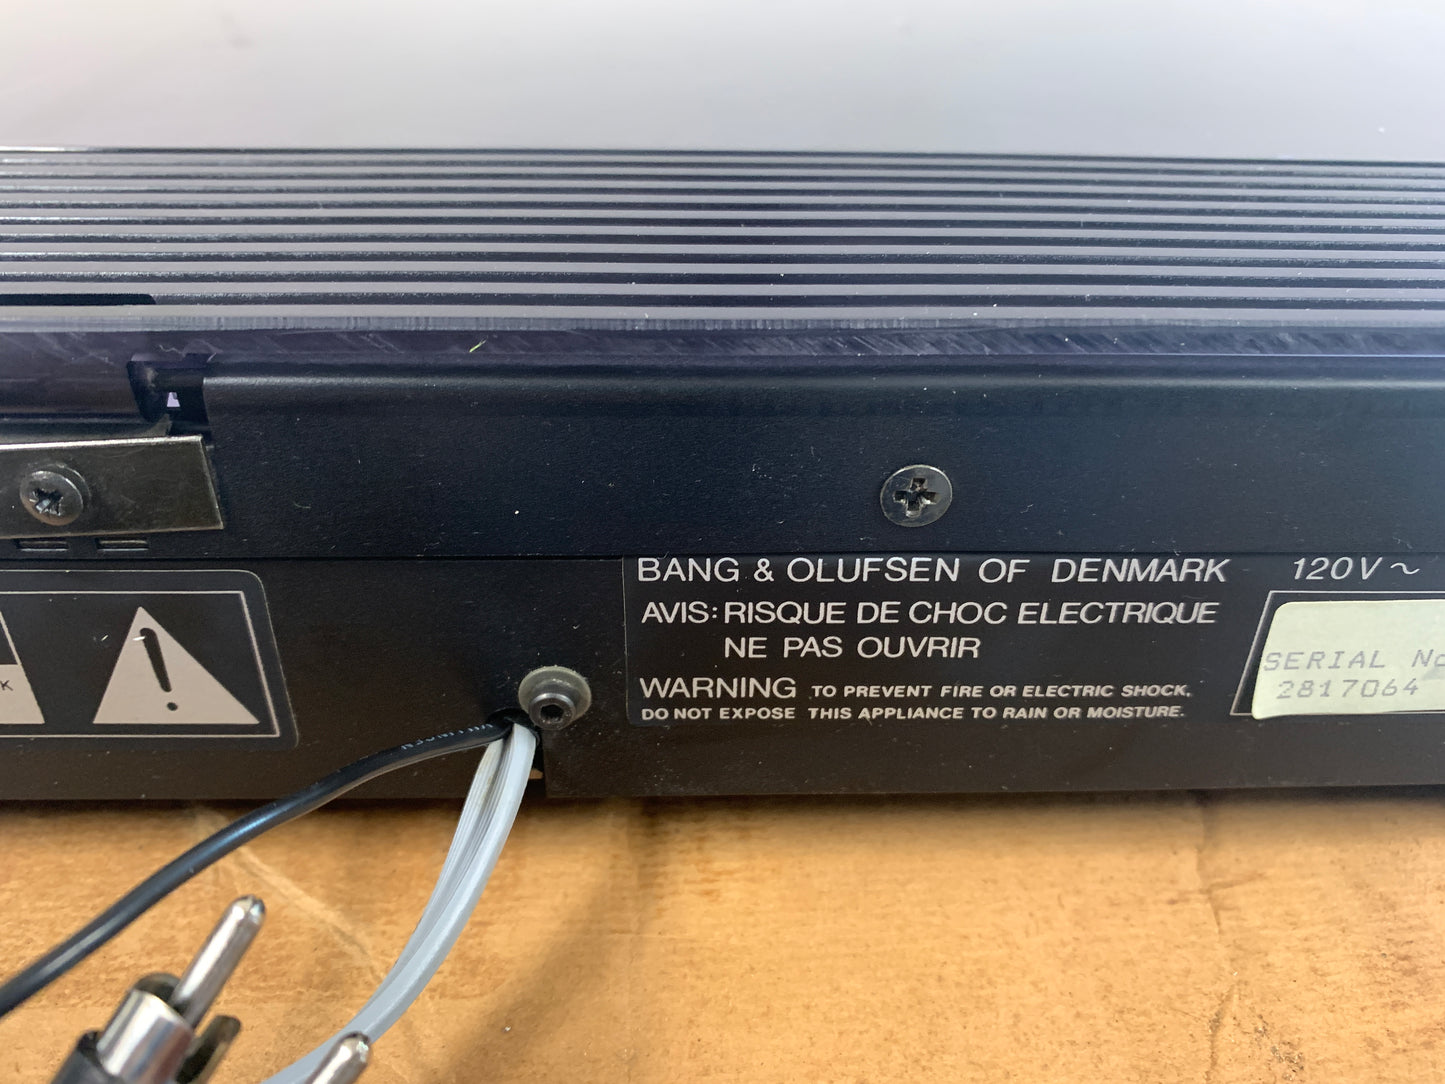 BANG & OLUFSEN OF DENMARK 120V ~
AVIS: RISQUE DE CHOC ELECTRIQUE
NE PAS OUVRIR
WARNING TO PREVENT FIRE OR ELECTRIC SHOCK,
DO NOT EXPOSE THIS APPLIANCE TO RAIN OR MOISTURE.
SERIAL No
2817064
K
!